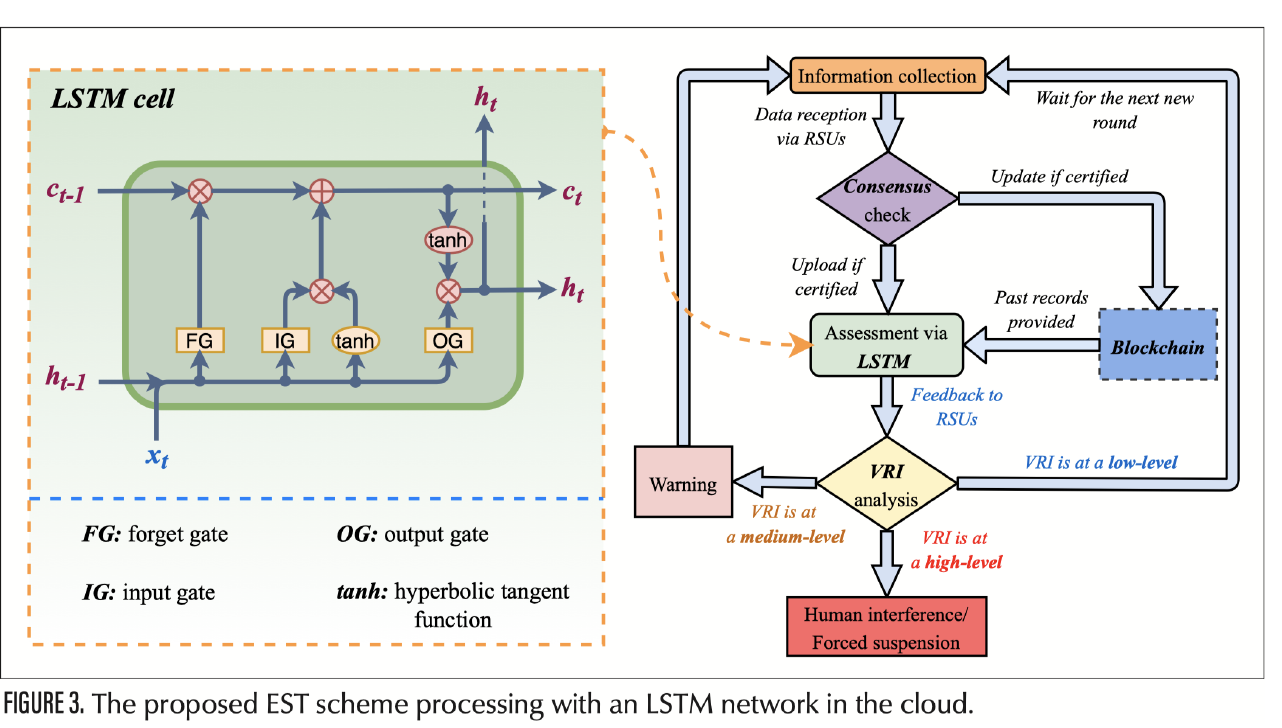 LSTM cell
h_t
c_{t-1}
c_t
tanh
h_t
FG
IG
tanh
OG
h_{t-1}
x_t
FG: forget gate
OG: output gate
IG: input gate
tanh: hyperbolic tangent
function
Information collection
Data reception
via RSUs
Wait for the next new
round
Consensus
check
Update if certified
Upload if
certified
Past records
provided
Assessment via
LSTM
Blockchain
Feedback to
RSUs
VRI
analysis
VRI is at a low-level
Warning
VRI is at
a medium-level
VRI is at
a high-level
Human interference/
Forced suspension
FIGURE 3. The proposed EST scheme processing with an LSTM network in the cloud.